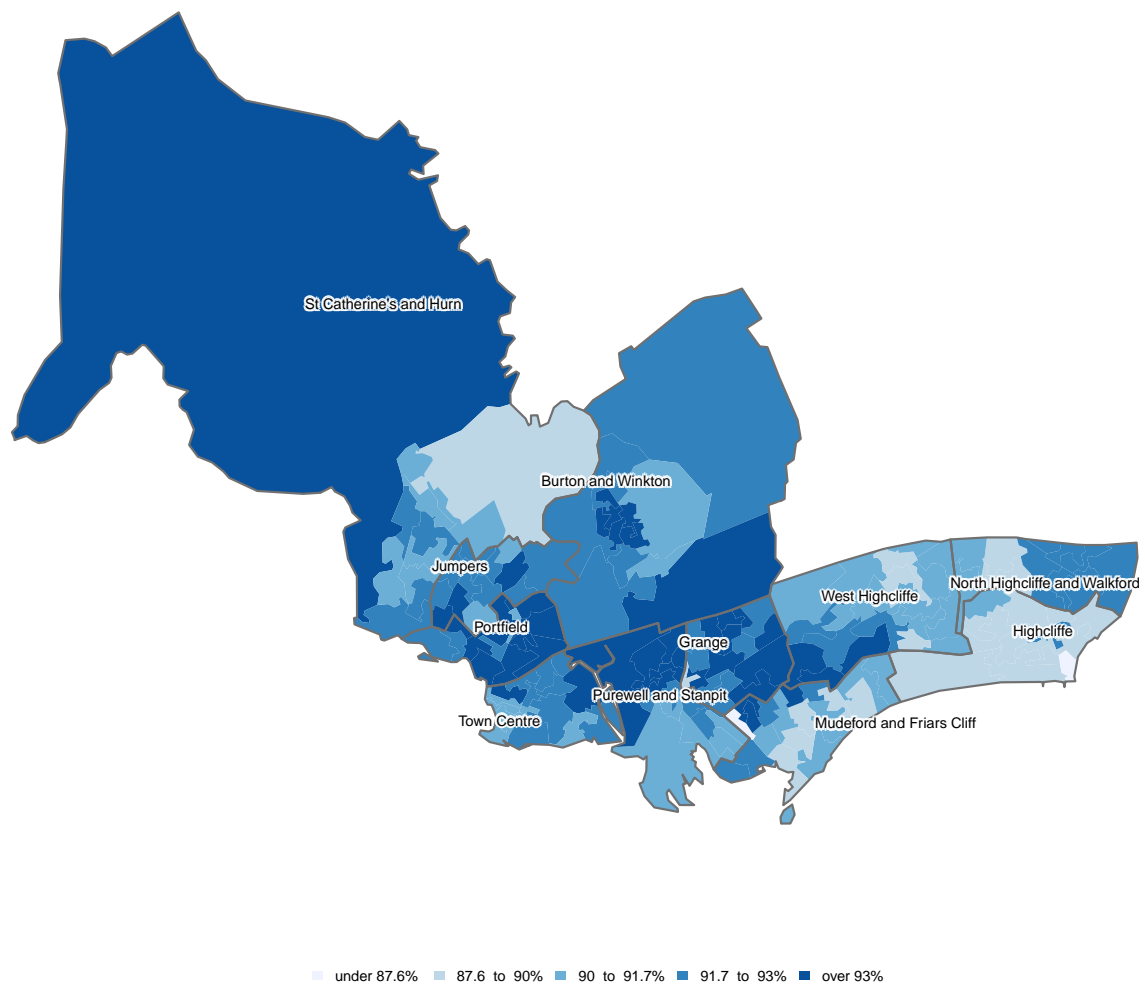 St Catherine's and Hurn
Burton and Winkton
Jumpers
North Highcliffe and Walkford
West Highcliffe
Portfield
Highcliffe
Grange
Purewell and Stanpit
Town Centre
Mudeford and Friars Cliff
under 87.6% 87.6 to 90% 90 to 91.7% 91.7 to 93% over 93%